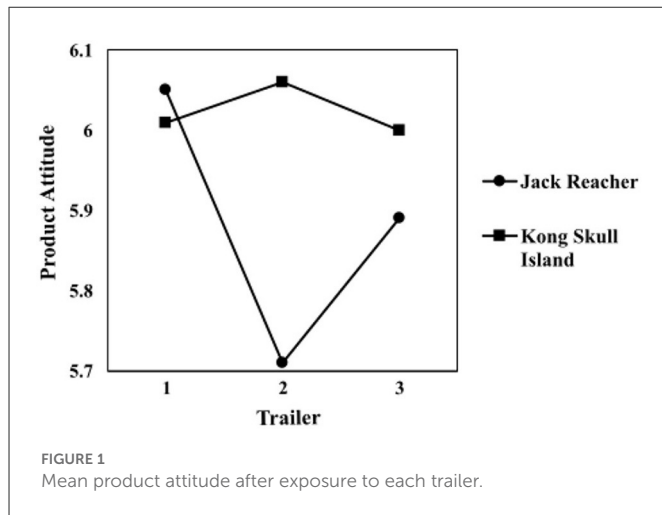 6.1
6
5.9
5.8
5.7
Product Attitude
1 2 3
Trailer
Jack Reacher
Kong Skull
Island
FIGURE 1
Mean product attitude after exposure to each trailer.